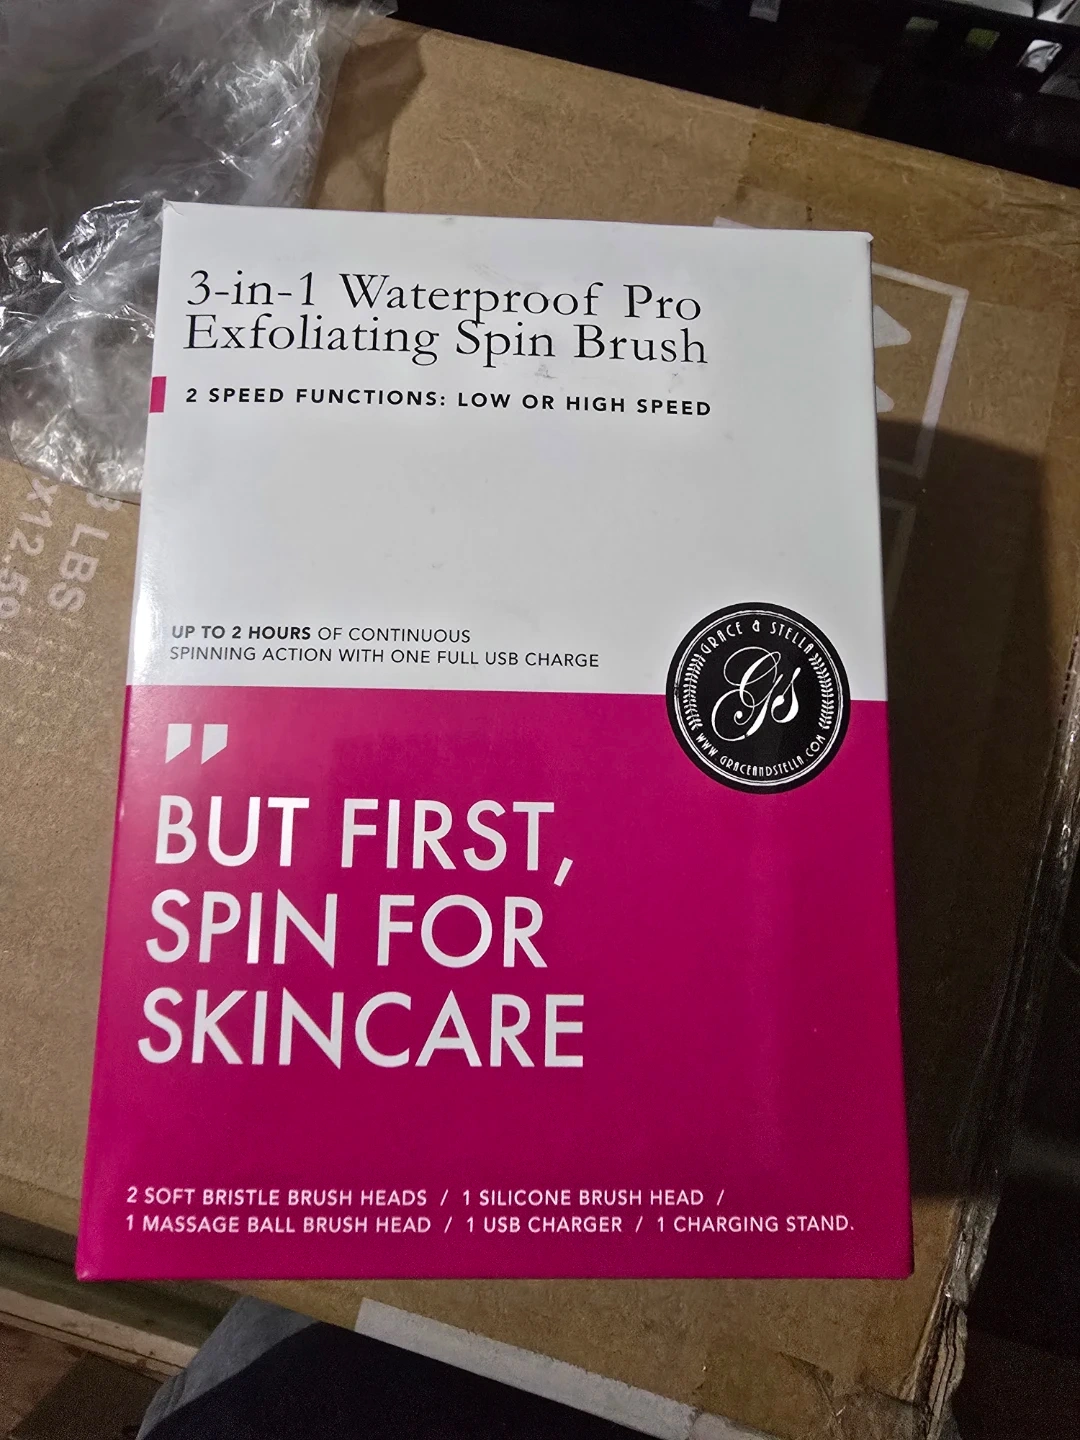 3-in-1 Waterproof Pro
Exfoliating Spin Brush
2 SPEED FUNCTIONS: LOW OR HIGH SPEED
UP TO 2 HOURS OF CONTINUOUS
SPINNING ACTION WITH ONE FULL USB CHARGE
GRACE & STELLA
GS
WWW.GRACEANDSTELLA.COM
"
BUT FIRST,
SPIN FOR
SKINCARE
2 SOFT BRISTLE BRUSH HEADS / 1 SILICONE BRUSH HEAD /
1 MASSAGE BALL BRUSH HEAD / 1 USB CHARGER / 1 CHARGING STAND.
LBS